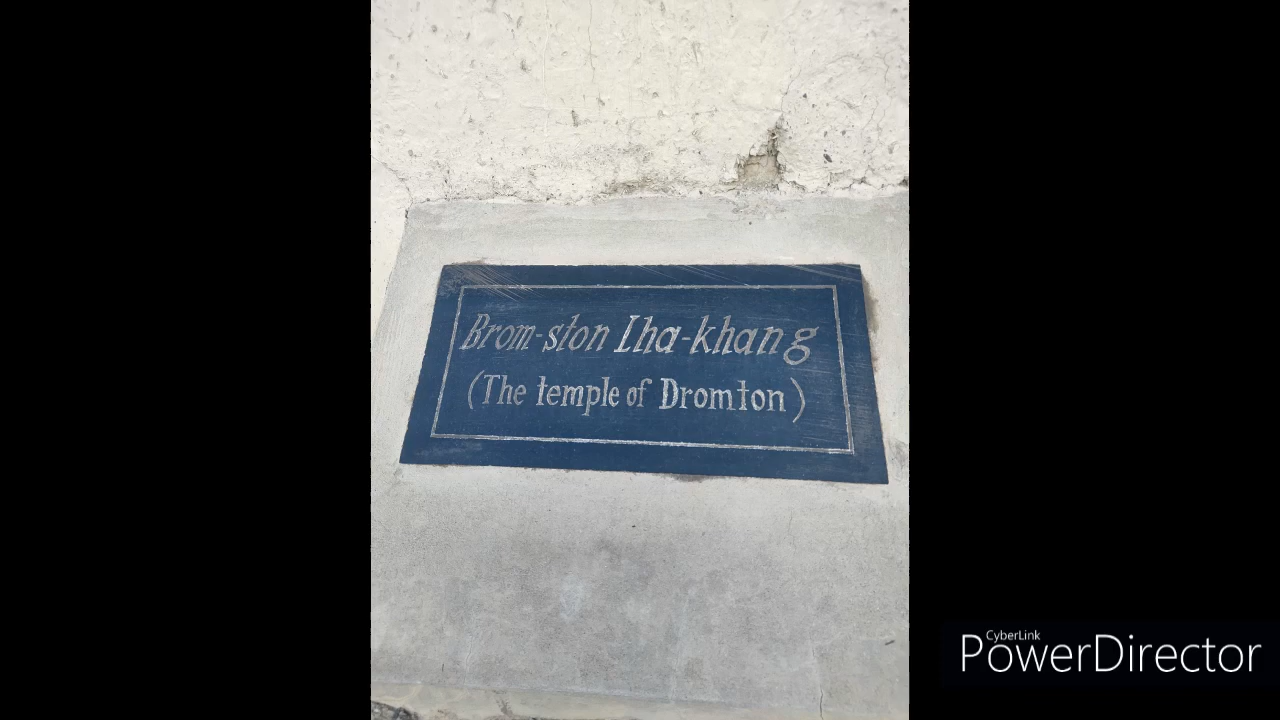 Brom-ston Lha-khang
(The temple of Dromton)
CyberLink
PowerDirector